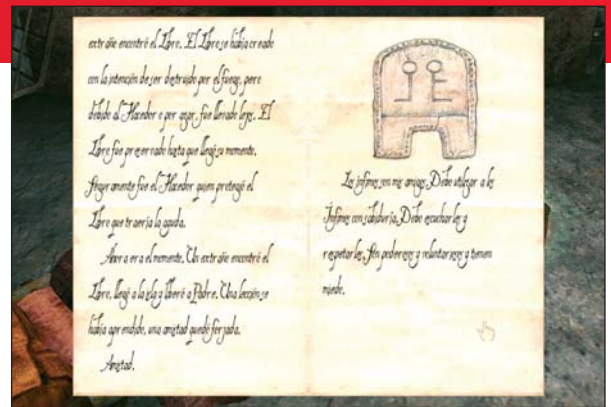 extraño encontró el Libro. El Libro se había creado
con la intención de ser destruido por el fuego, pero
debido al Hacedor o por azar, fue llevado lejos. El
Libro fue preservado hasta que llegó su momento.
Seguramente fue el Hacedor quien protegió el
Libro que traería la ayuda.
Ahora era el momento. Un extraño encontró el
Libro, llegó a la isla y liberó a Padre. Una lección se
había aprendido, una amistad quedó forjada.
Amistad.
Los ínfimos son mis amigos. Debo utilizar a los
Ínfimos con sabiduría. Debo escucharles y
respetarles. Son poderosos y voluntariosos y tienen
miedo.